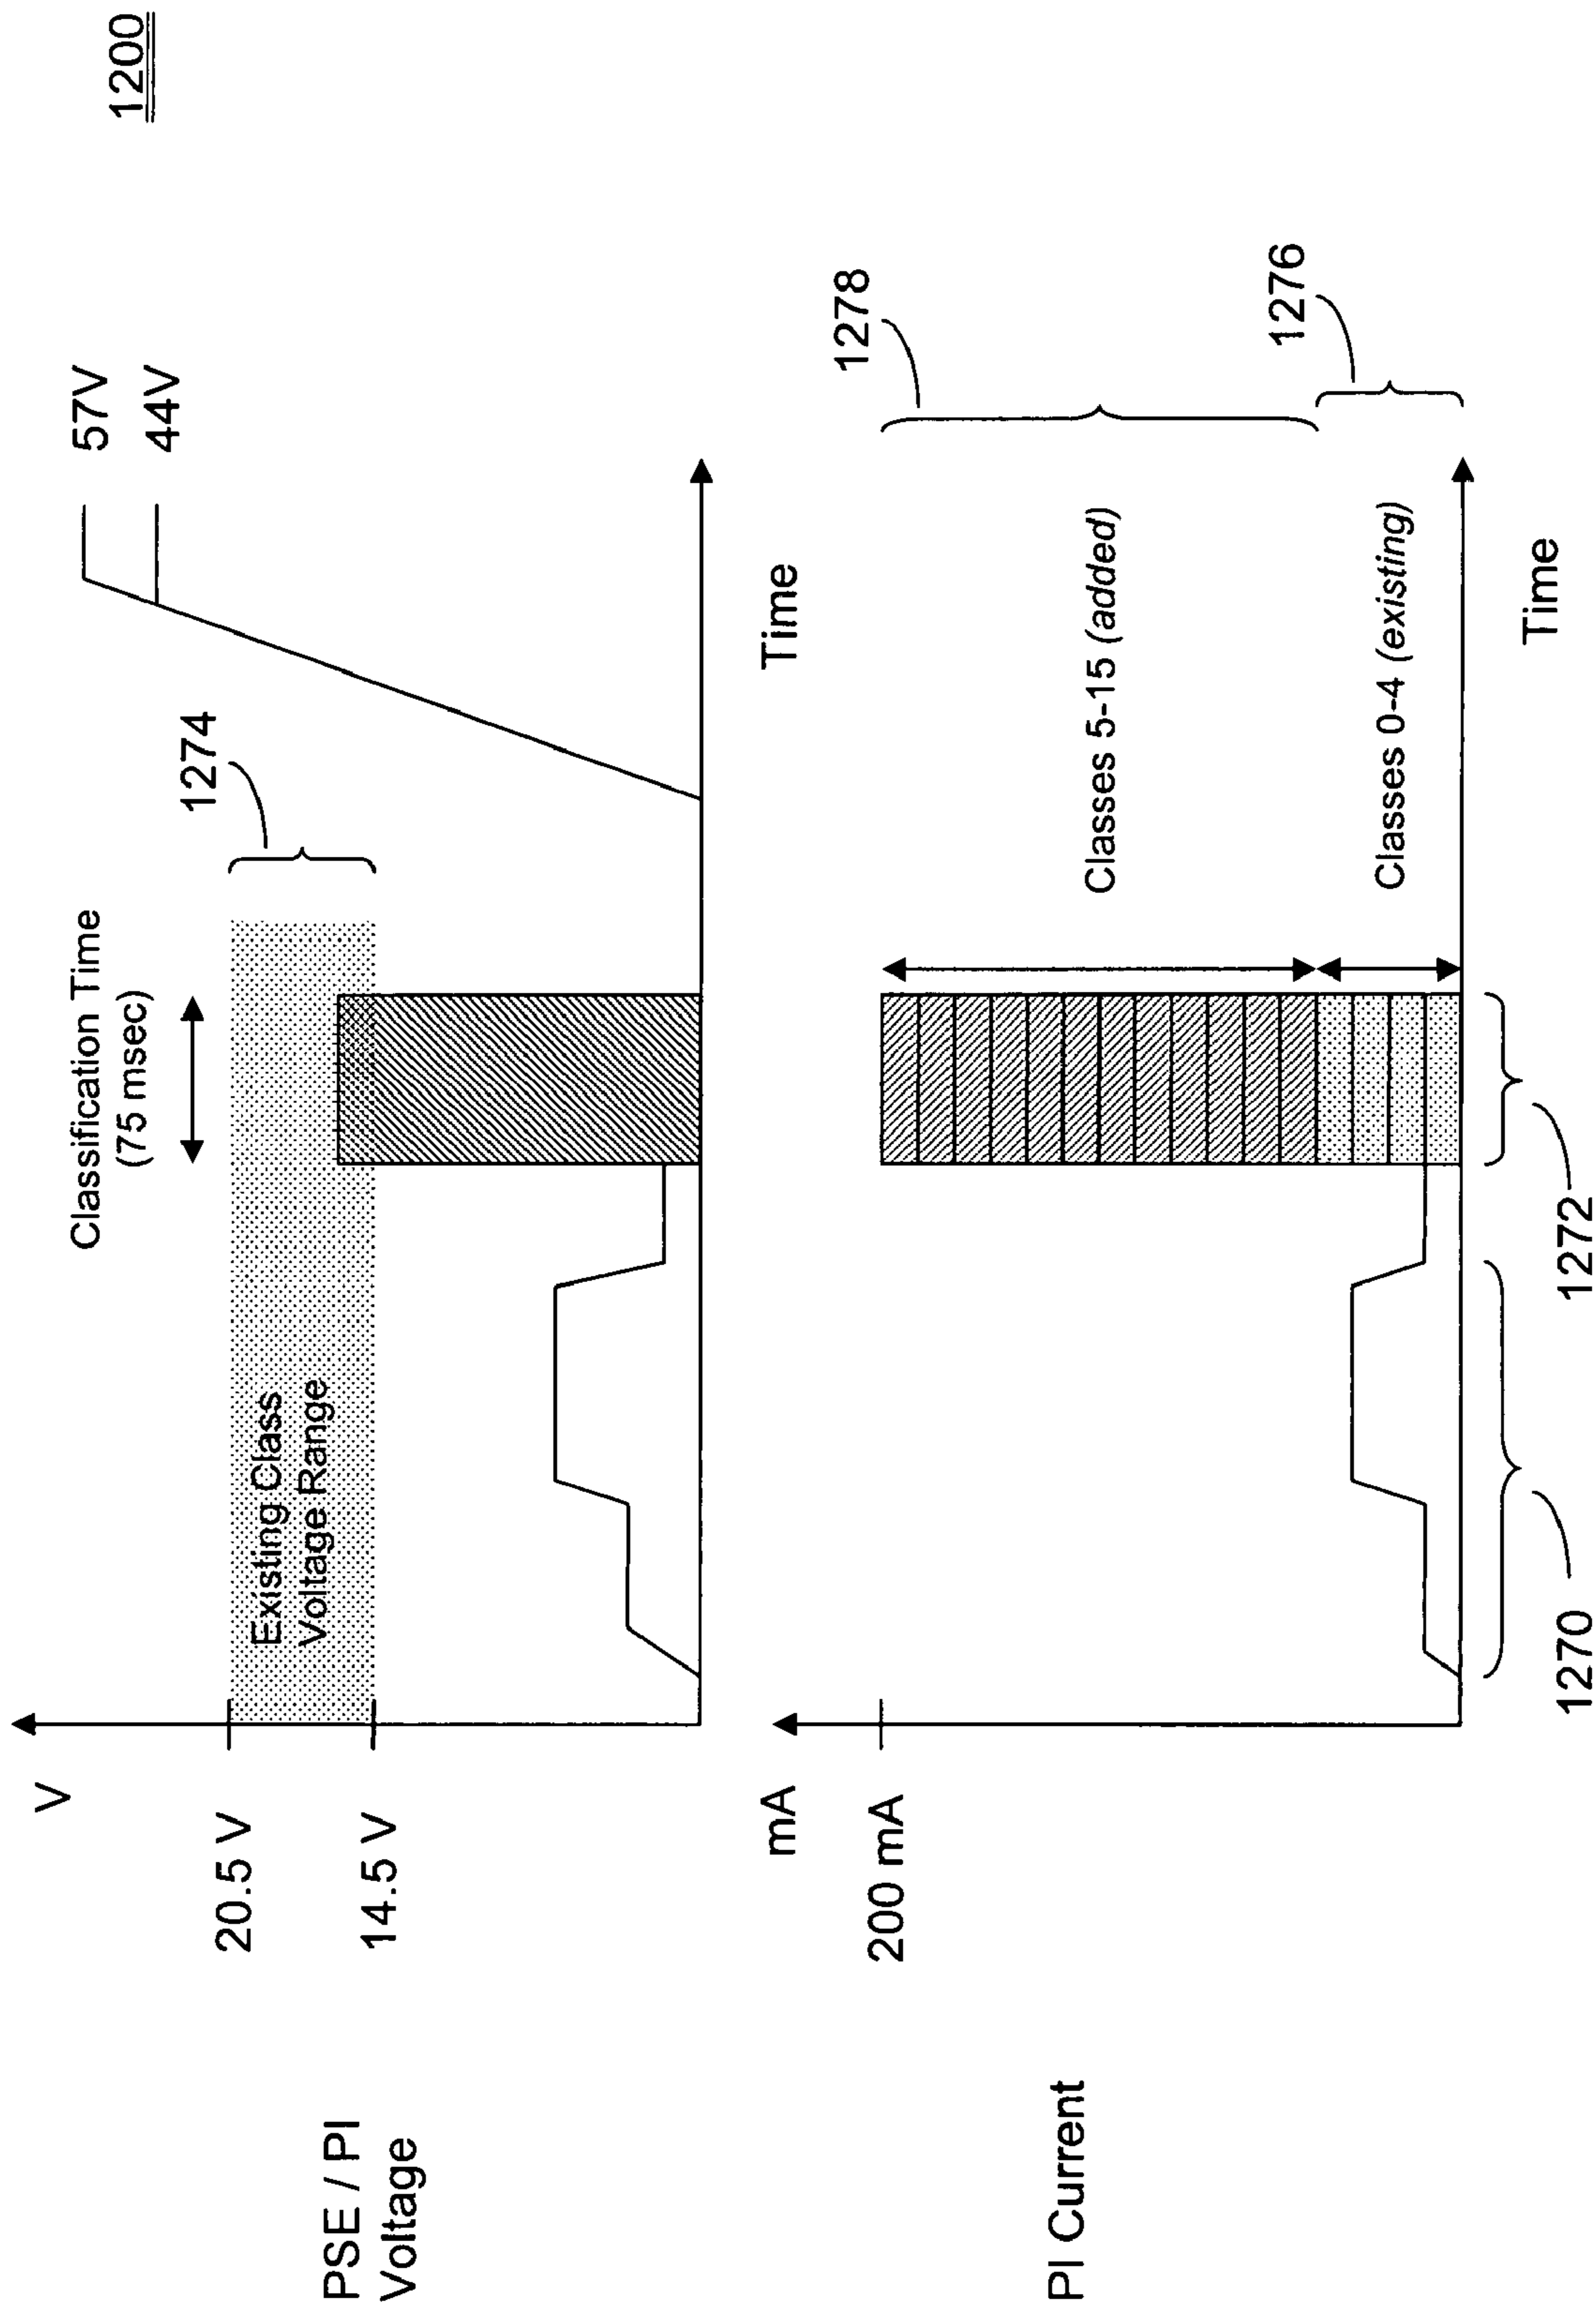 1200
PSE / PI
Voltage
V
20.5 V
14.5 V
Existing Class
Voltage Range
Classification Time
(75 msec)
1274
57V
44V
Time
PI Current
mA
200 mA
Classes 5-15 (added)
Classes 0-4 (existing)
1278
1276
Time
1270
1272